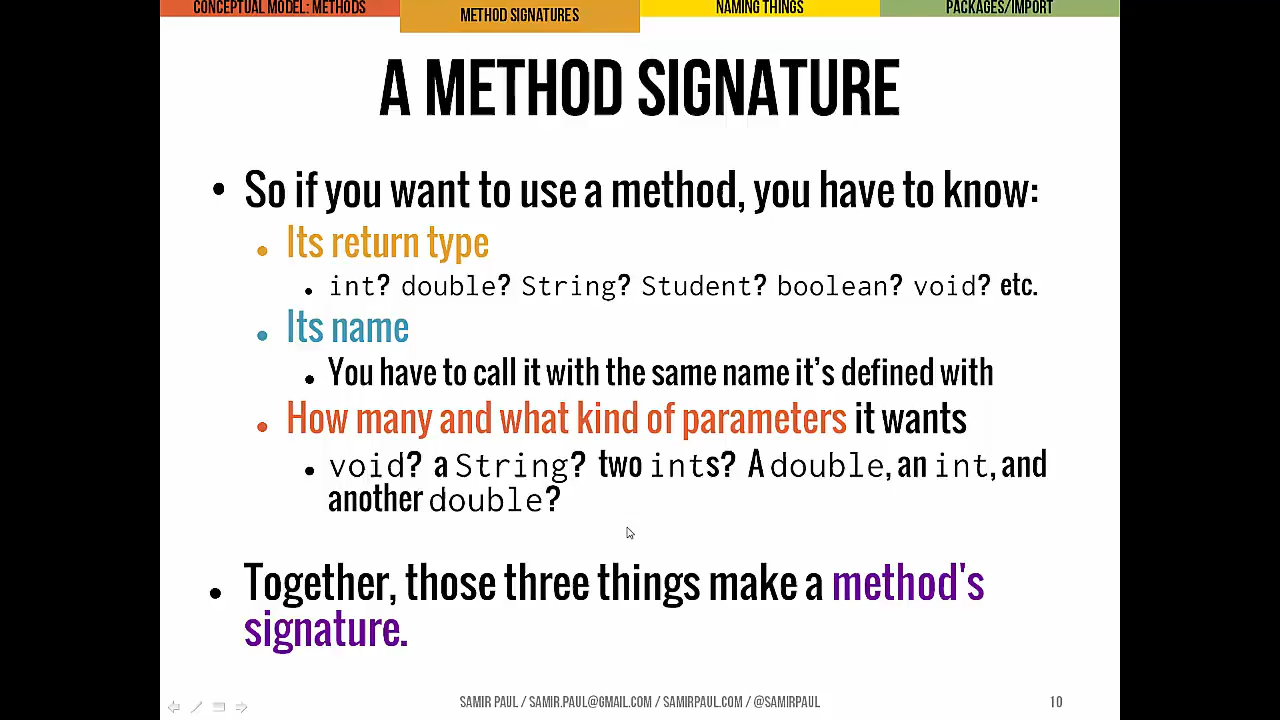 CONCEPTUAL MODEL: METHODS
METHOD SIGNATURES
NAMING THINGS
PACKAGES/IMPORT
A METHOD SIGNATURE
• So if you want to use a method, you have to know:
• Its return type
• int? double? String? Student? boolean? void? etc.
• Its name
• You have to call it with the same name it’s defined with
• How many and what kind of parameters it wants
• void? a String? two ints? A double, an int, and
another double?
• Together, those three things make a method's
signature.
SAMIR PAUL / SAMIR.PAUL@GMAIL.COM / SAMIRPAUL.COM / @SAMIRPAUL
10